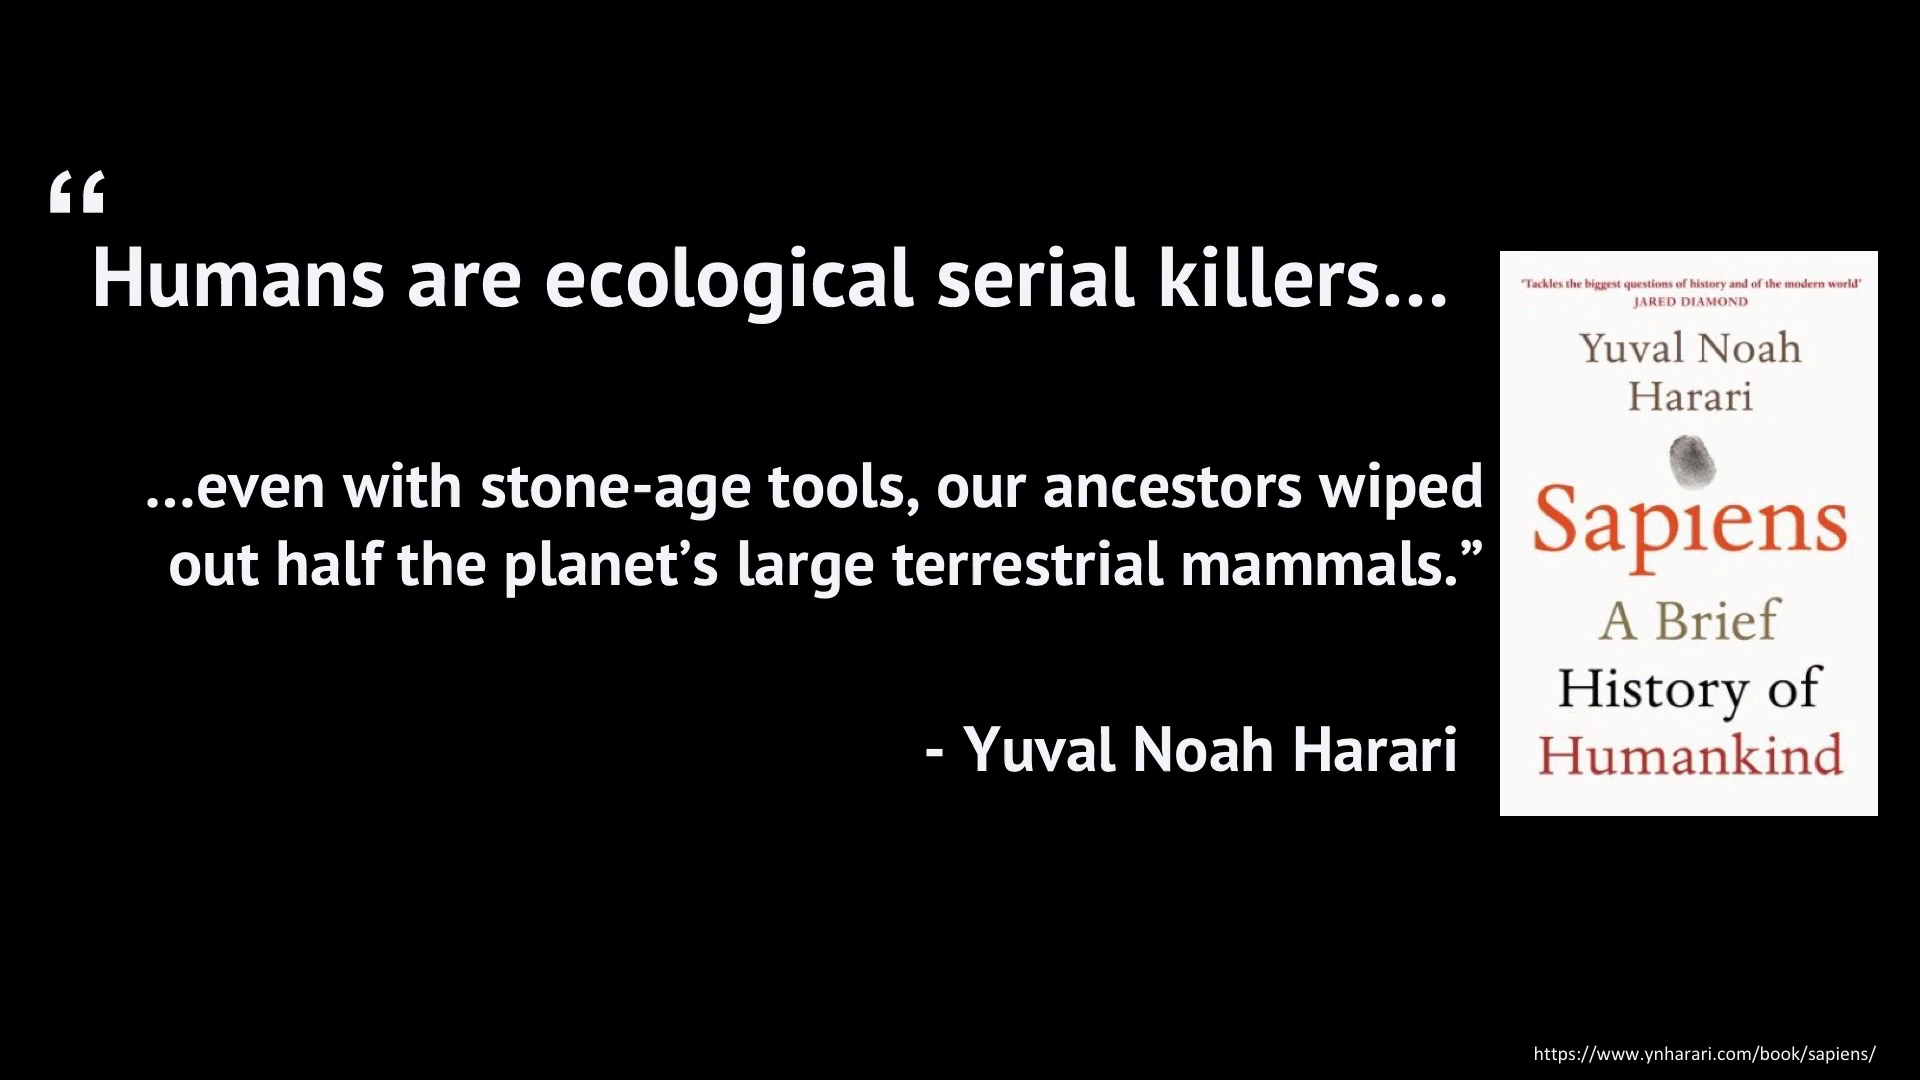 “
Humans are ecological serial killers...
...even with stone-age tools, our ancestors wiped
out half the planet’s large terrestrial mammals.”
- Yuval Noah Harari
‘Tackles the biggest questions of history and of the modern world’
JARED DIAMOND
Yuval Noah
Harari
Sapiens
A Brief
History of
Humankind
https://www.ynharari.com/book/sapiens/